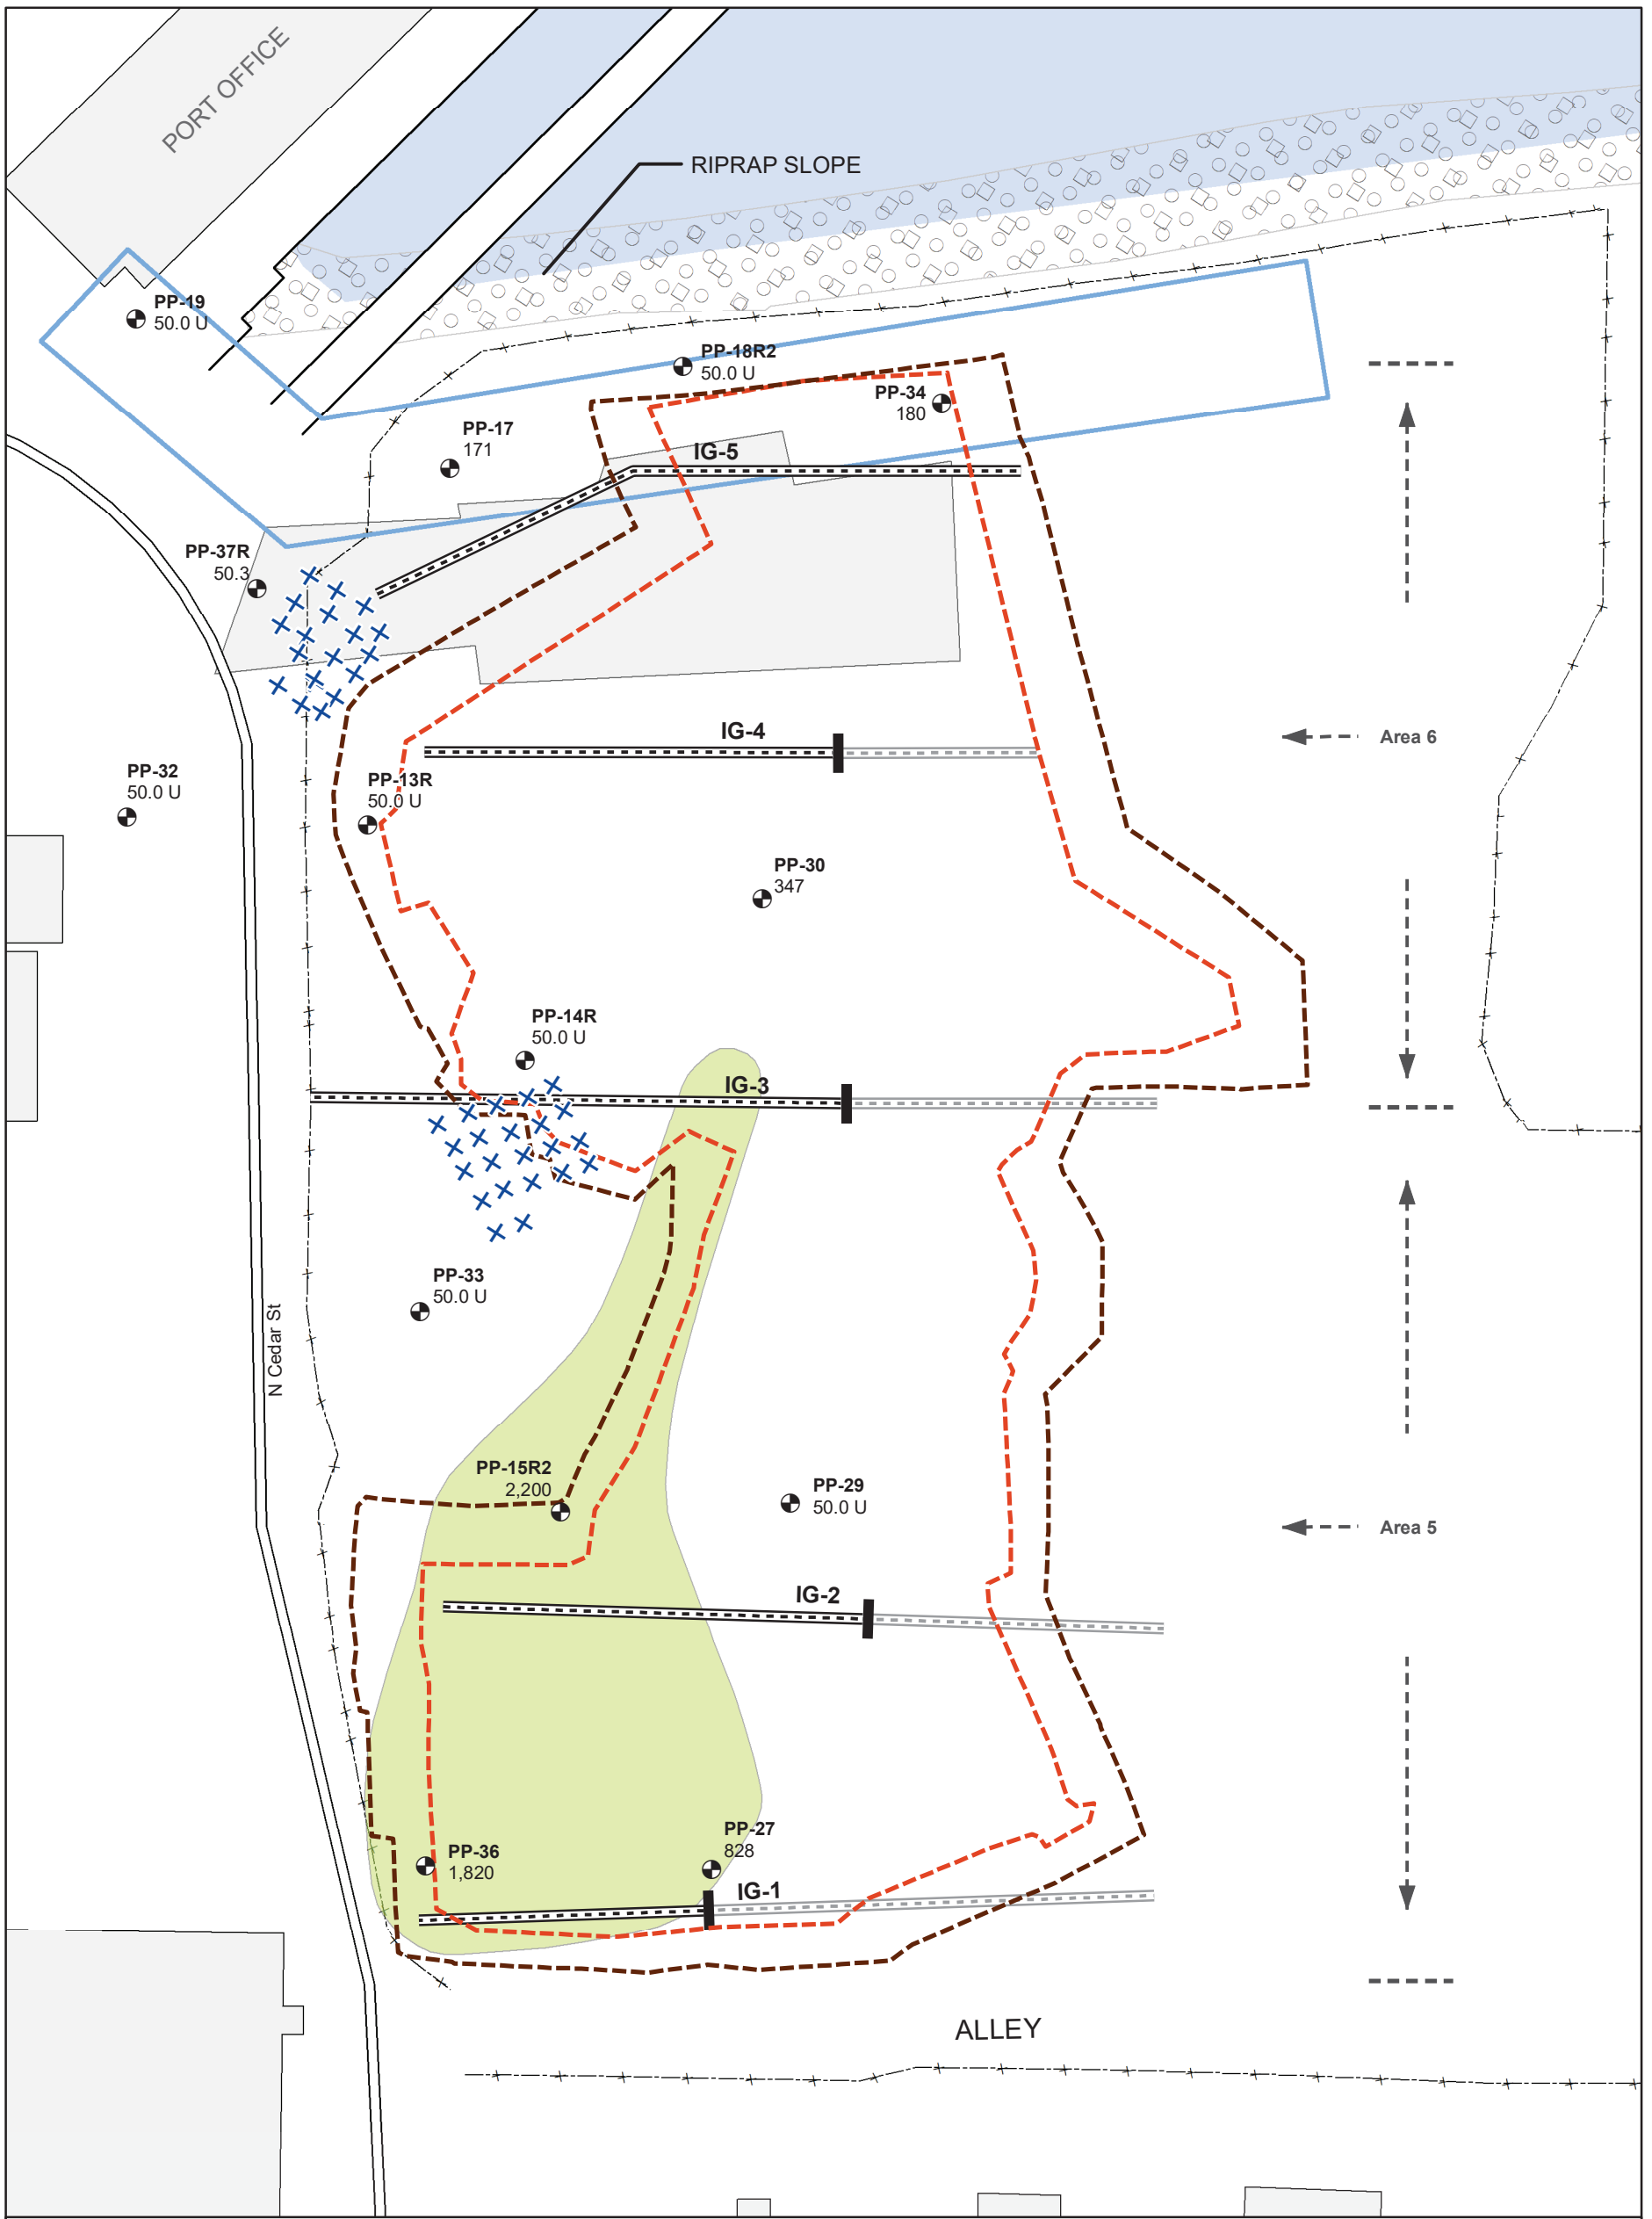 PORT OFFICE
RIPRAP SLOPE
PP-19
50.0 U
PP-18R2
50.0 U
PP-34
180
PP-17
171
IG-5
PP-37R
50.3
IG-4
Area 6
PP-32
50.0 U
PP-13R
50.0 U
PP-30
347
PP-14R
50.0 U
IG-3
PP-33
50.0 U
N Cedar St
PP-15R2
2,200
PP-29
50.0 U
Area 5
IG-2
PP-27
828
PP-36
1,820
IG-1
ALLEY